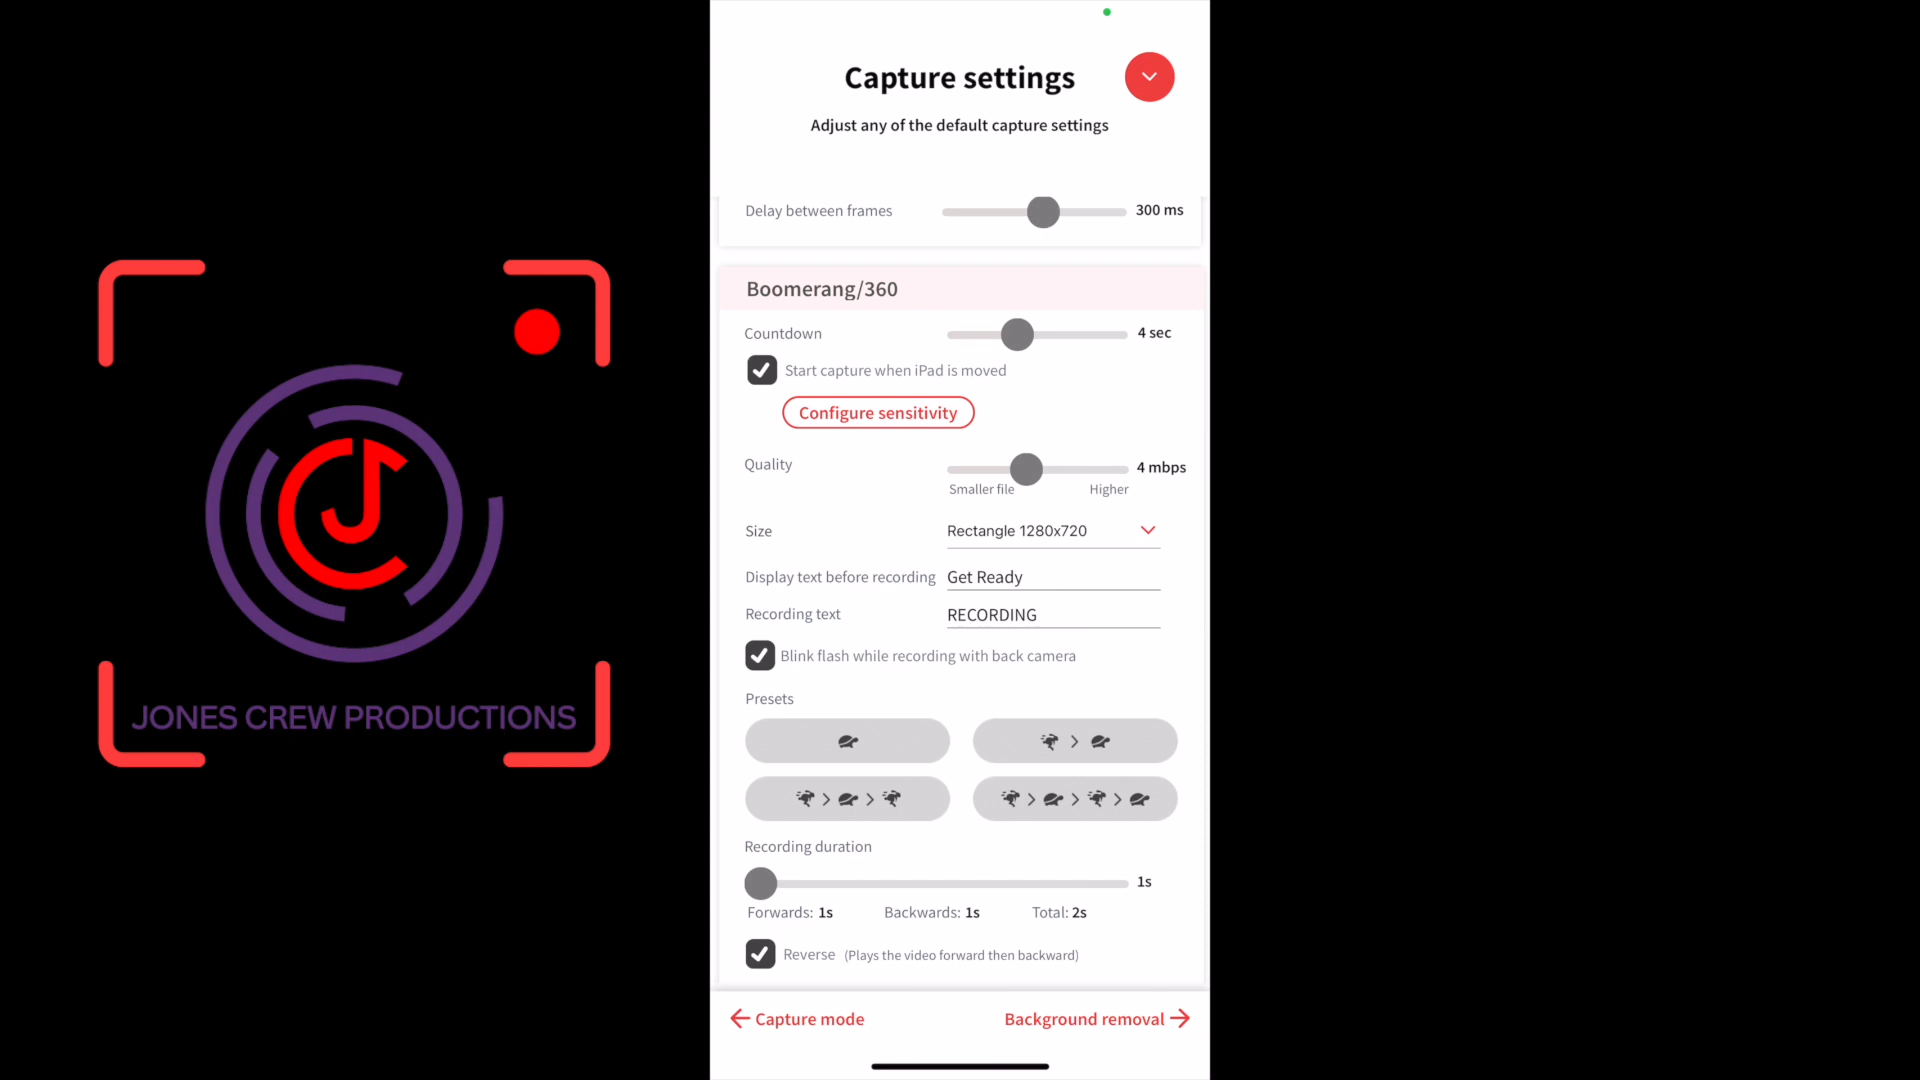 Capture settings
Adjust any of the default capture settings
Delay between frames 300 ms
Boomerang/360
Countdown 4 sec
Start capture when iPad is moved
Configure sensitivity
Quality 4 mbps
Smaller file Higher
Size Rectangle 1280x720
Display text before recording Get Ready
Recording text RECORDING
Blink flash while recording with back camera
Presets
Recording duration
1s
Forwards: 1s Backwards: 1s Total: 2s
Reverse (Plays the video forward then backward)
Capture mode Background removal
JONES CREW PRODUCTIONS